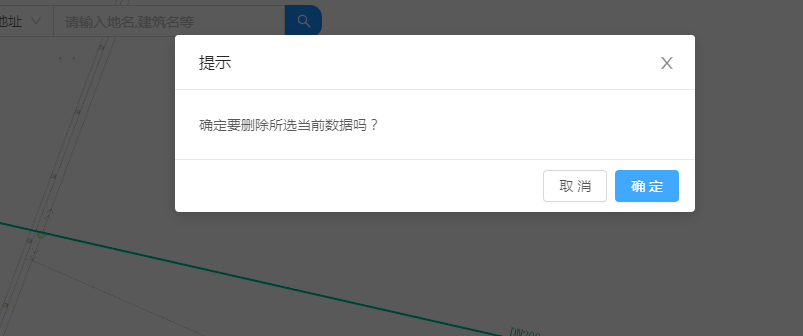 地址
请输入地名,建筑名等
提示
确定要删除所选当前数据吗？
取 消
确 定